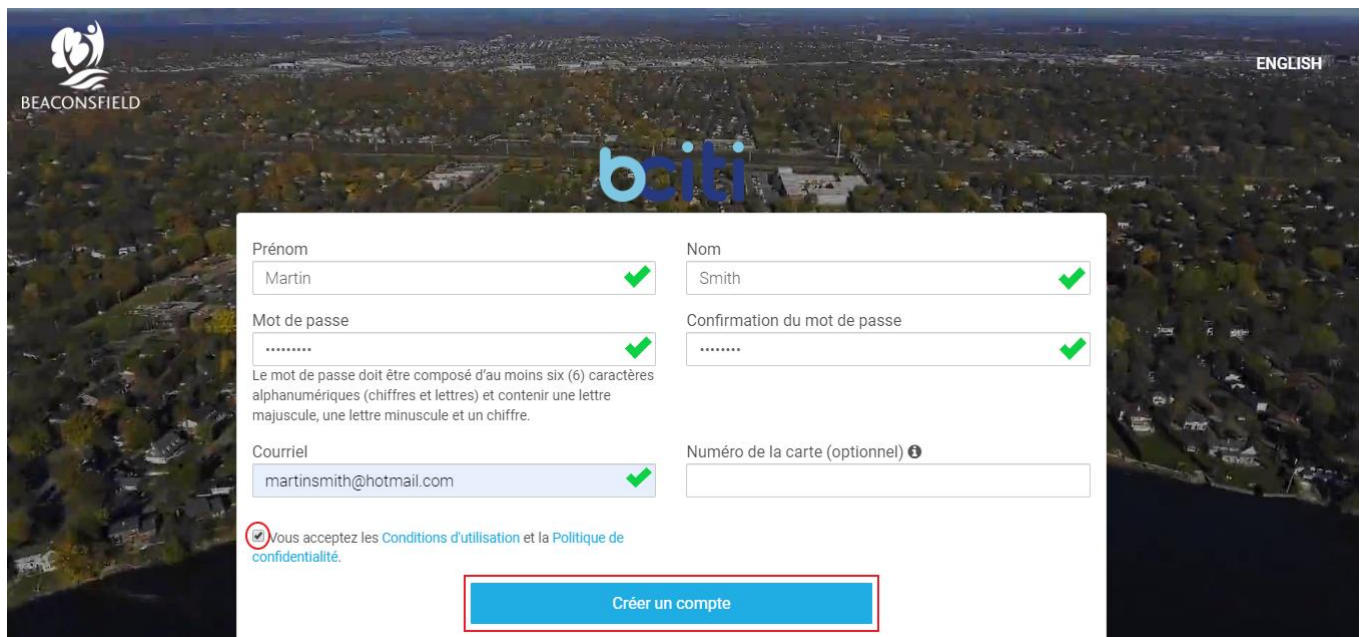 BEACONSFIELD
ENGLISH
bciti
Prénom
Nom
Martin
Smith
Mot de passe
Confirmation du mot de passe
•••••••••
••••••••
Le mot de passe doit être composé d'au moins six (6) caractères
alphanumériques (chiffres et lettres) et contenir une lettre
majuscule, une lettre minuscule et un chiffre.
Courriel
Numéro de la carte (optionnel)
martinsmith@hotmail.com
Vous acceptez les Conditions d'utilisation et la Politique de
confidentialité.
Créer un compte